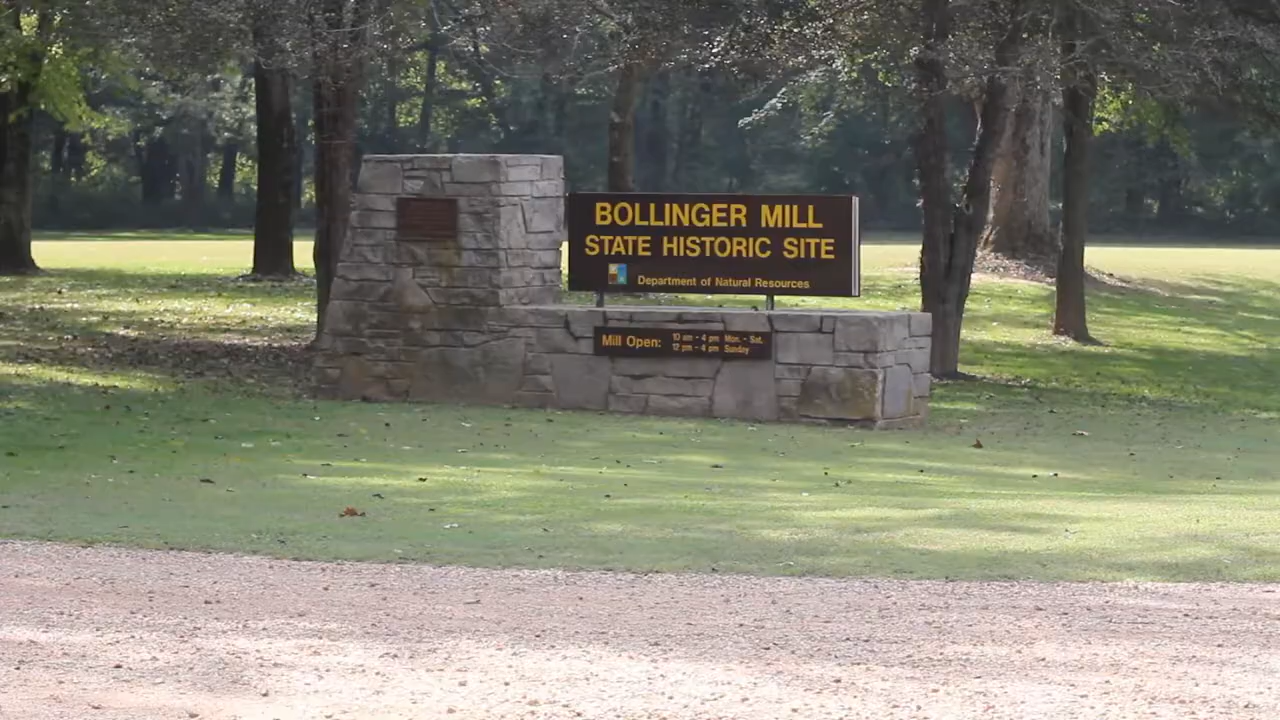 BOLLINGER MILL
STATE HISTORIC SITE
Department of Natural Resources
Mill Open:
10 am - 4 pm Mon. - Sat.
12 pm - 4 pm Sunday